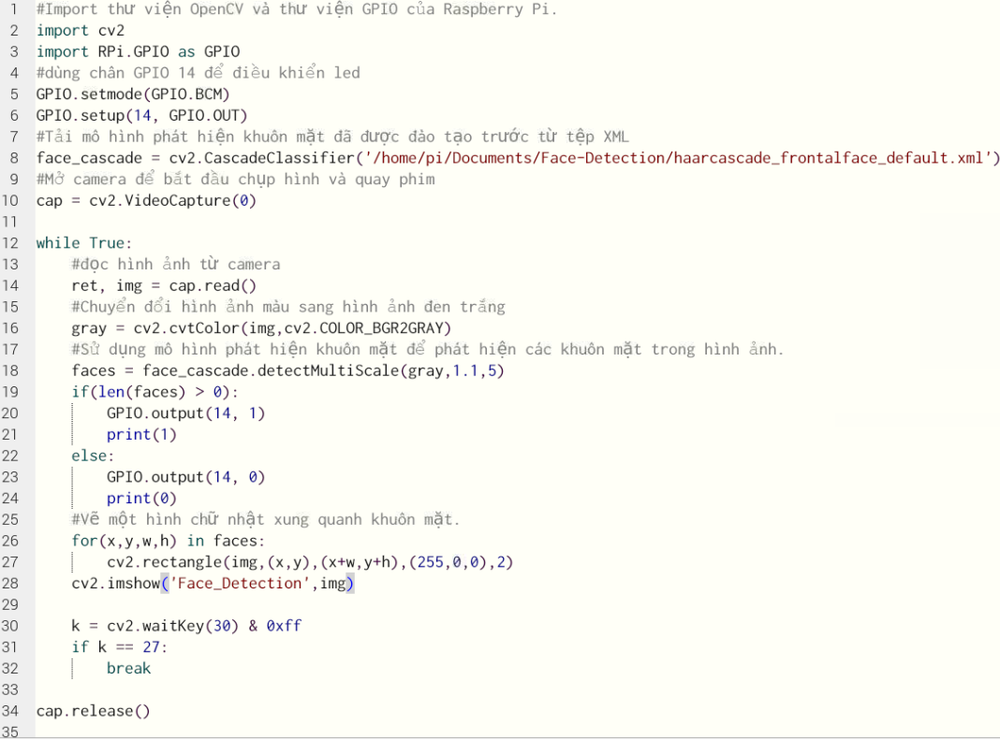 1 #Import thư viện OpenCV và thư viện GPIO của Raspberry Pi.
2 import cv2
3 import RPi.GPIO as GPIO
4 #dùng chân GPIO 14 để điều khiển led
5 GPIO.setmode(GPIO.BCM)
6 GPIO.setup(14, GPIO.OUT)
7 #Tải mô hình phát hiện khuôn mặt đã được đào tạo trước từ tệp XML
8 face_cascade = cv2.CascadeClassifier('/home/pi/Documents/Face-Detection/haarcascade_frontalface_default.xml')
9 #Mở camera để bắt đầu chụp hình và quay phim
10 cap = cv2.VideoCapture(0)
11
12 while True:
13     #đọc hình ảnh từ camera
14     ret, img = cap.read()
15     #Chuyển đổi hình ảnh màu sang hình ảnh đen trắng
16     gray = cv2.cvtColor(img,cv2.COLOR_BGR2GRAY)
17     #Sử dụng mô hình phát hiện khuôn mặt để phát hiện các khuôn mặt trong hình ảnh.
18     faces = face_cascade.detectMultiScale(gray,1.1,5)
19     if(len(faces) > 0):
20         GPIO.output(14, 1)
21         print(1)
22     else:
23         GPIO.output(14, 0)
24         print(0)
25     #Vẽ một hình chữ nhật xung quanh khuôn mặt.
26     for(x,y,w,h) in faces:
27         cv2.rectangle(img,(x,y),(x+w,y+h),(255,0,0),2)
28     cv2.imshow('Face_Detection',img)
29
30     k = cv2.waitKey(30) & 0xff
31     if k == 27:
32         break
33
34 cap.release()
35